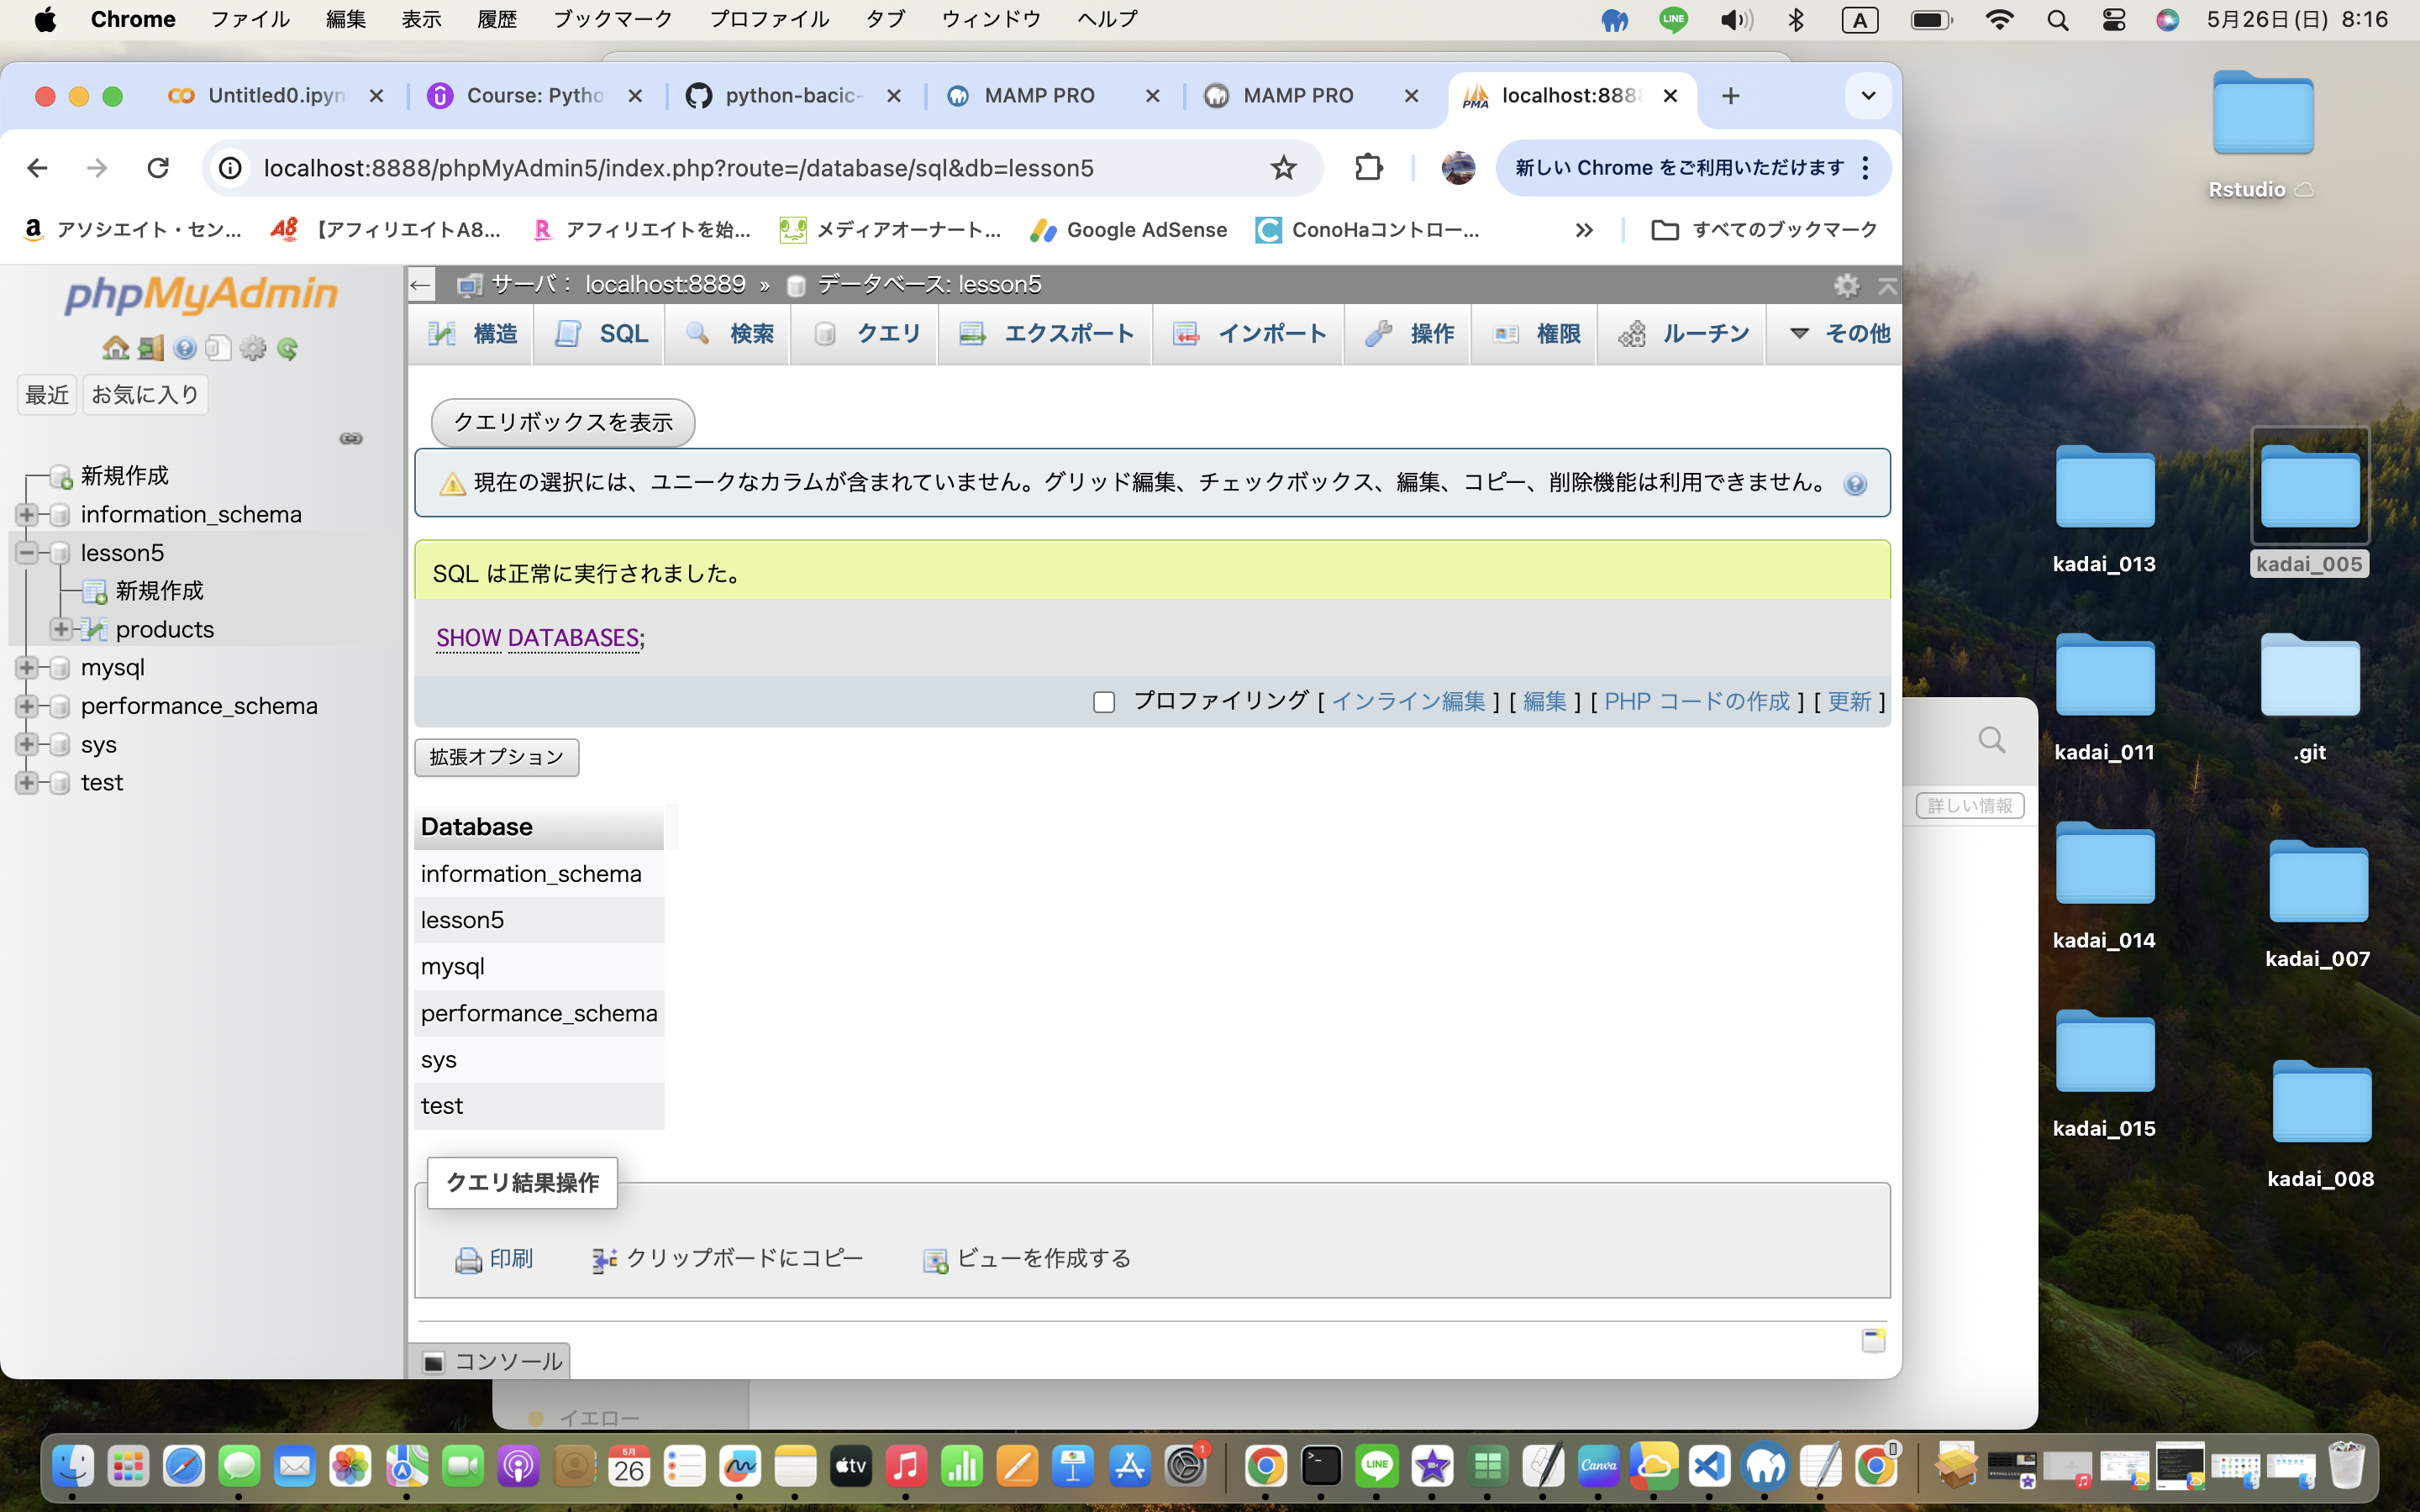 Chrome ファイル 編集 表示 履歴 ブックマーク プロファイル タブ ウィンドウ ヘルプ LINE A 5月26日(日) 8:16
Untitled0.ipyn Course: Pytho python-bacic- MAMP PRO MAMP PRO PMA localhost:888
localhost:8888/phpMyAdmin5/index.php?route=/database/sql&db=lesson5 新しい Chrome をご利用いただけます
アソシエイト・セン... 【アフィリエイトA8... アフィリエイトを始... メディアオーナート... Google AdSense ConoHaコントロー... すべてのブックマーク
phpMyAdmin
最近 お気に入り
新規作成
information_schema
lesson5
新規作成
products
mysql
performance_schema
sys
test
サーバ： localhost:8889 » データベース: lesson5
構造 SQL 検索 クエリ エクスポート インポート 操作 権限 ルーチン その他
クエリボックスを表示
現在の選択には、ユニークなカラムが含まれていません。グリッド編集、チェックボックス、編集、コピー、削除機能は利用できません。
SQL は正常に実行されました。
SHOW DATABASES;
プロファイリング [ インライン編集 ] [ 編集 ] [ PHP コードの作成 ] [ 更新 ]
拡張オプション
Database
information_schema
lesson5
mysql
performance_schema
sys
test
クエリ結果操作
印刷 クリップボードにコピー ビューを作成する
コンソール
イエロー
詳しい情報
Rstudio
kadai_013 kadai_005
kadai_011 .git
kadai_014 kadai_007
kadai_015 kadai_008
5月
26
tv
1
LINE
Canva